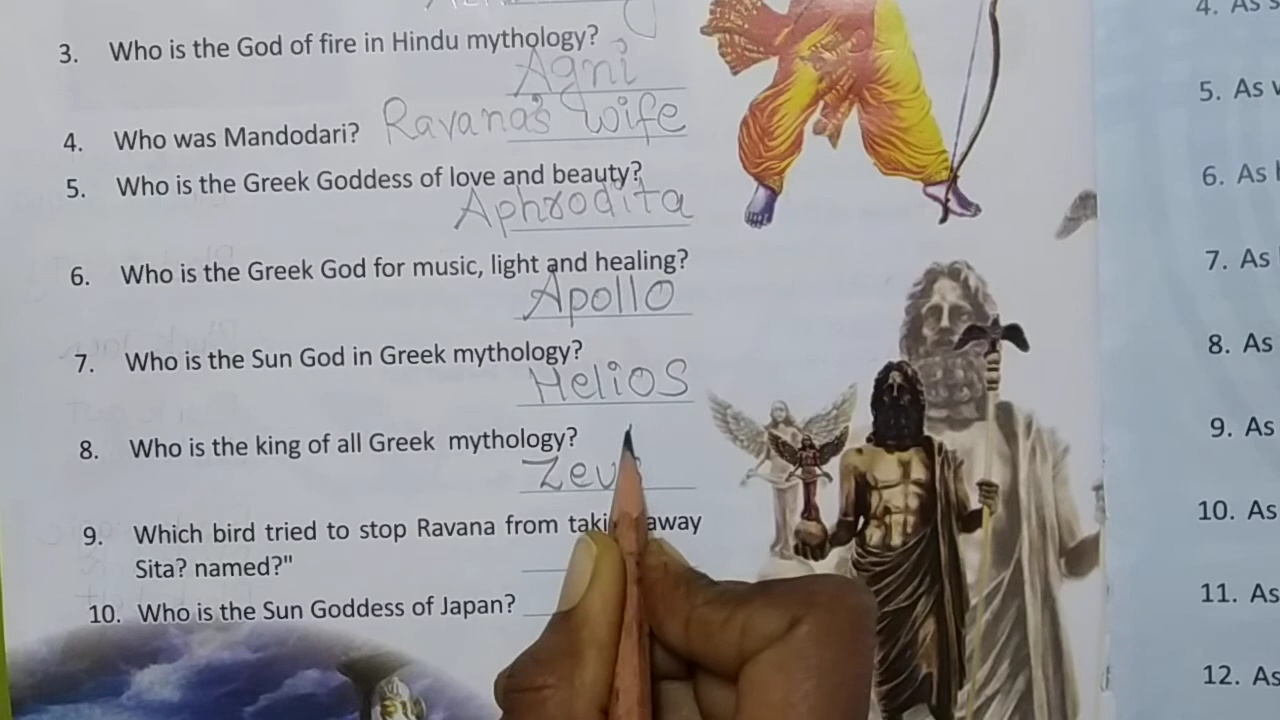 4. As
3. Who is the God of fire in Hindu mythology?
Agni
4. Who was Mandodari? Ravana's wife
5. Who is the Greek Goddess of love and beauty?
Aphrodita
6. Who is the Greek God for music, light and healing?
Apollo
7. Who is the Sun God in Greek mythology?
Helios
8. Who is the king of all Greek mythology?
9. Which bird tried to stop Ravana from away
Sita? named?"
10. Who is the Sun Goddess of Japan?
5. As
6. As
7. As
8. As
9. As
10. As
11. As
12. As